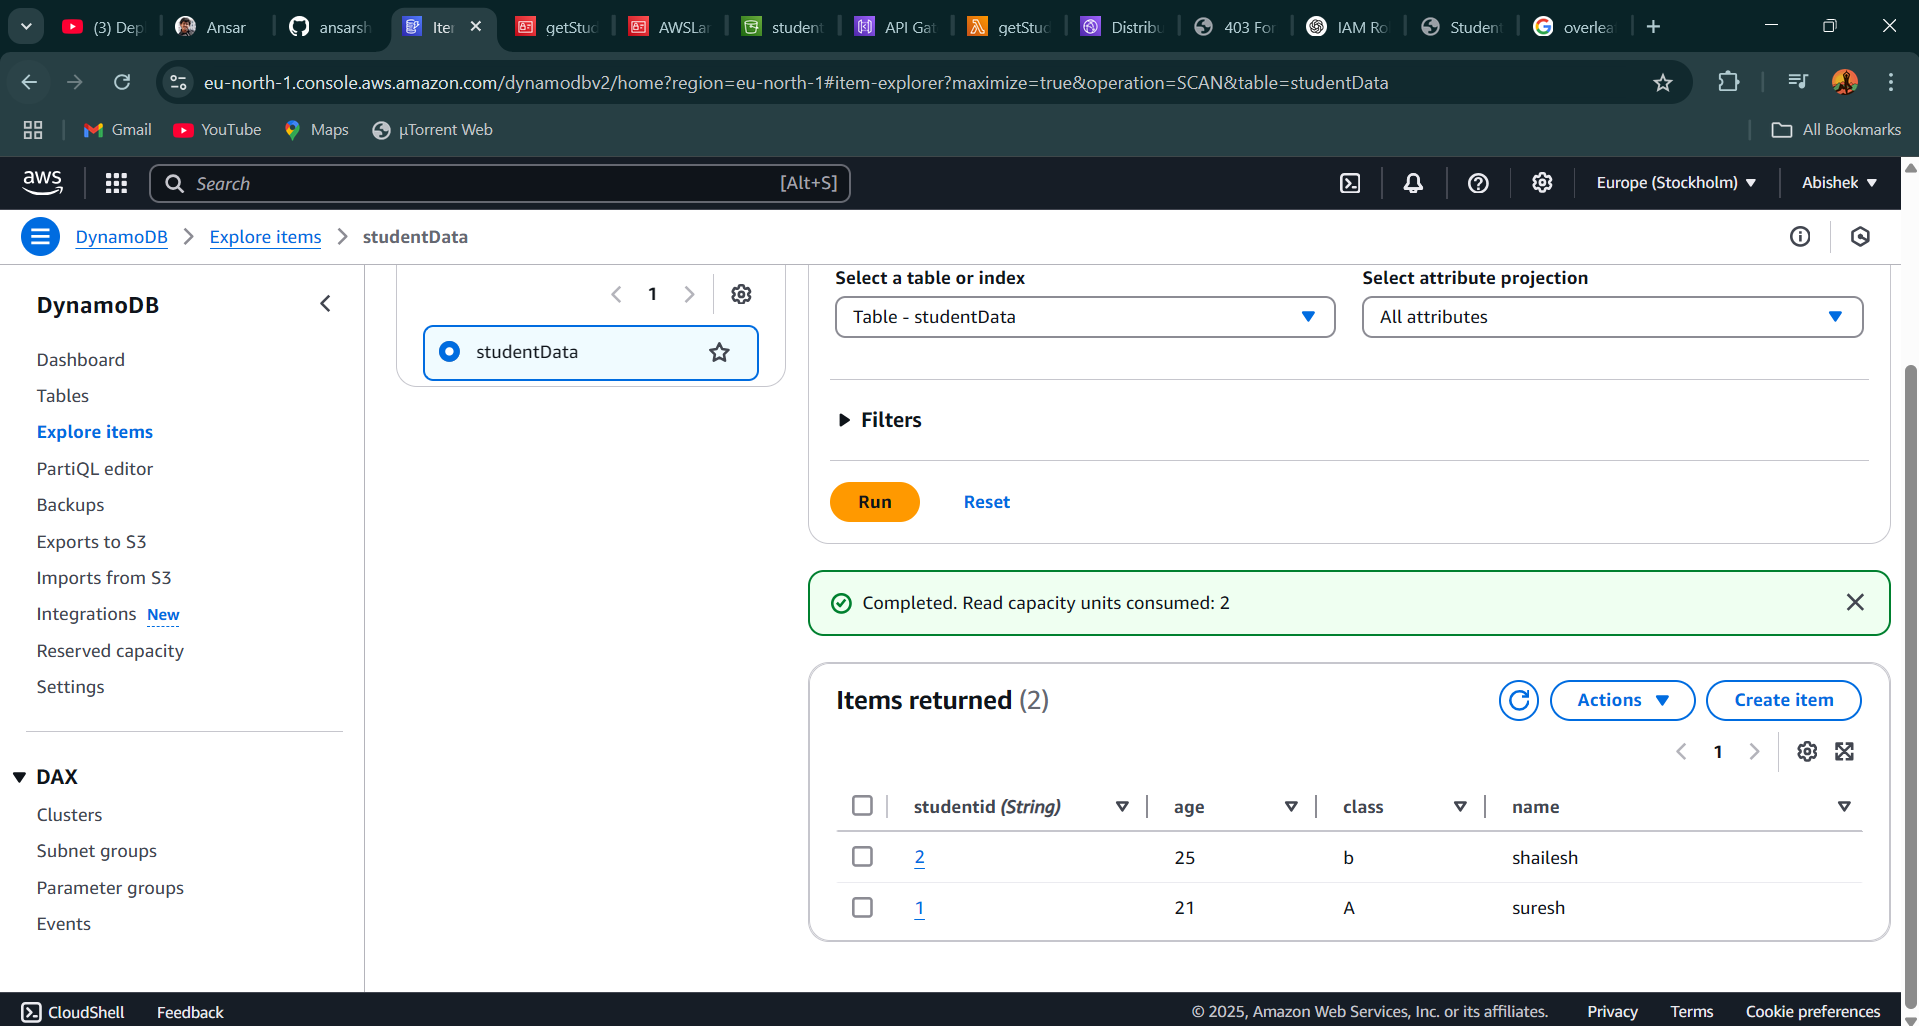 (3) Dep
Ansar
ansarsh
Iter
getStud
AWSLar
student
API Gat
getStud
Distribu
403 For
IAM Ro
Student
overlea
eu-north-1.console.aws.amazon.com/dynamodbv2/home?region=eu-north-1#item-explorer?maximize=true&operation=SCAN&table=studentData
Gmail
YouTube
Maps
µTorrent Web
All Bookmarks
aws
Search
[Alt+S]
Europe (Stockholm)
Abishek
DynamoDB
Explore items
studentData
DynamoDB
Dashboard
Tables
Explore items
PartiQL editor
Backups
Exports to S3
Imports from S3
Integrations New
Reserved capacity
Settings
DAX
Clusters
Subnet groups
Parameter groups
Events
1
studentData
Select a table or index
Table - studentData
Select attribute projection
All attributes
Filters
Run
Reset
Completed. Read capacity units consumed: 2
Items returned (2)
Actions
Create item
1
studentid (String) age class name
2 25 b shailesh
1 21 A suresh
CloudShell
Feedback
© 2025, Amazon Web Services, Inc. or its affiliates.
Privacy
Terms
Cookie preferences